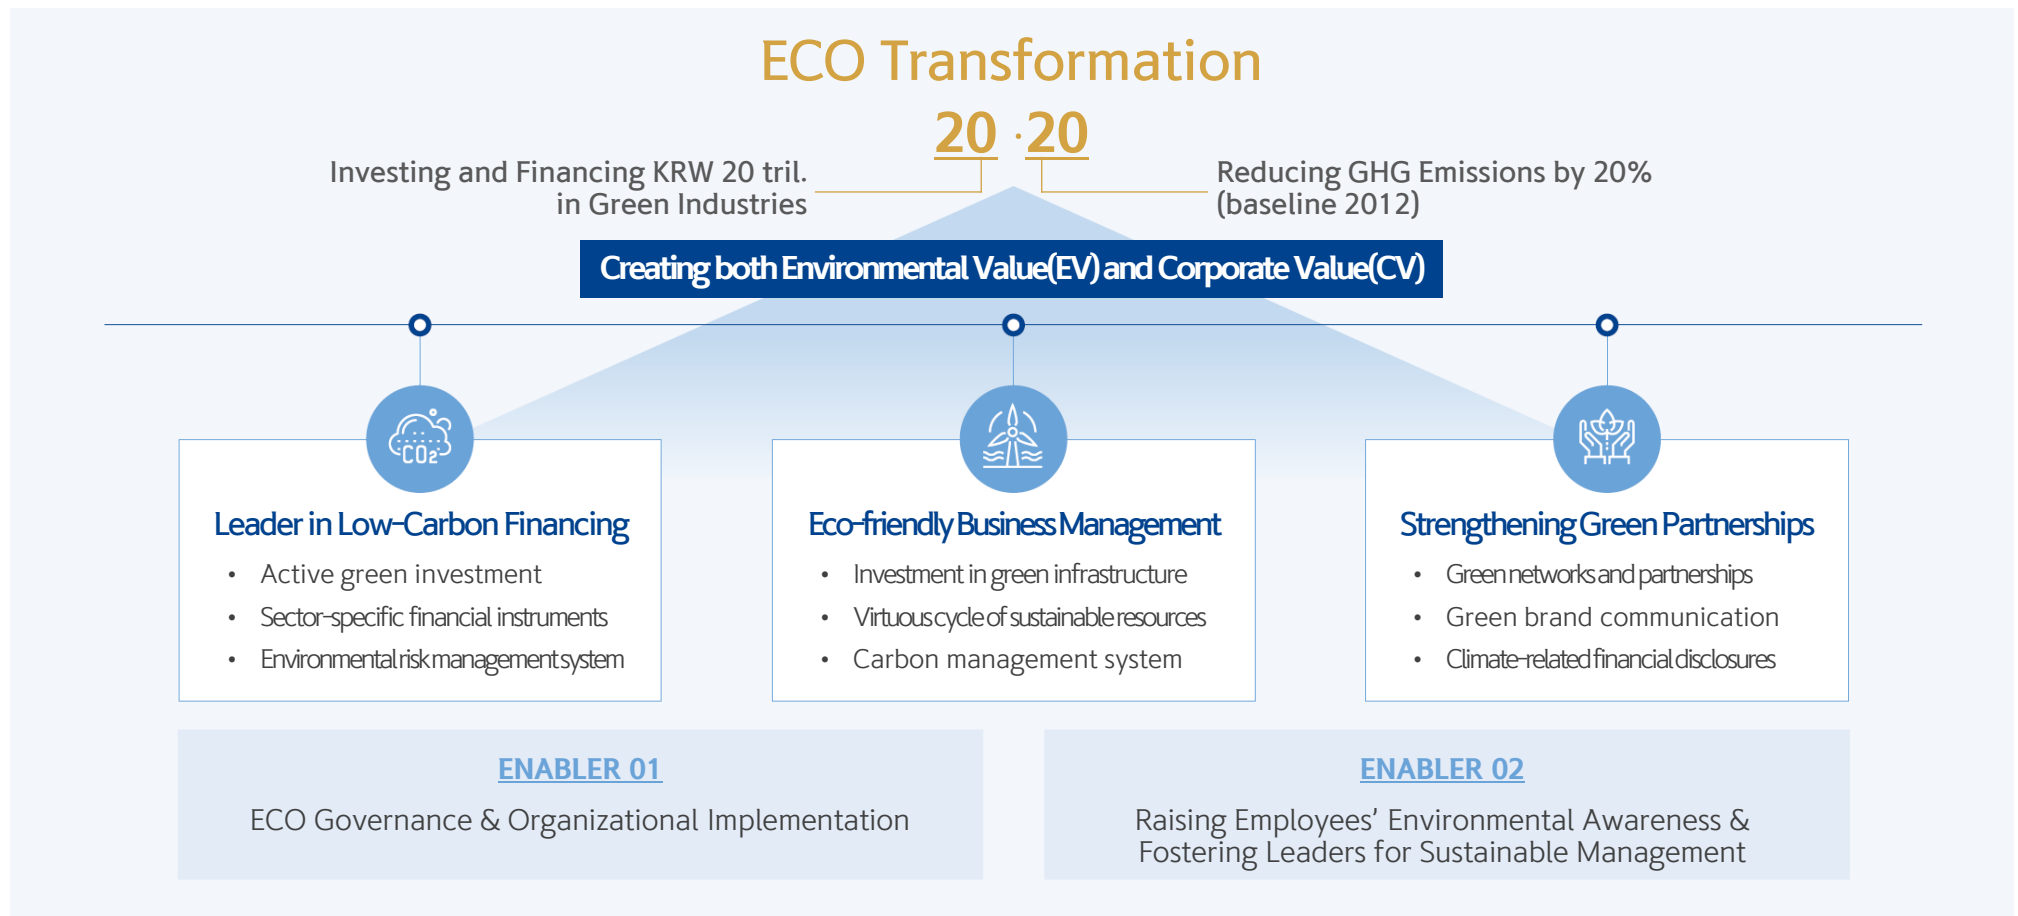 ECO Transformation
20 · 20
Investing and Financing KRW 20 tril.
in Green Industries
Reducing GHG Emissions by 20%
(baseline 2012)
Creating both Environmental Value(EV) and Corporate Value(CV)
CO2
Leader in Low-Carbon Financing
• Active green investment
• Sector-specific financial instruments
• Environmental risk management system
Eco-friendly Business Management
• Investment in green infrastructure
• Virtuous cycle of sustainable resources
• Carbon management system
Strengthening Green Partnerships
• Green networks and partnerships
• Green brand communication
• Climate-related financial disclosures
ENABLER 01
ECO Governance & Organizational Implementation
ENABLER 02
Raising Employees’ Environmental Awareness &
Fostering Leaders for Sustainable Management